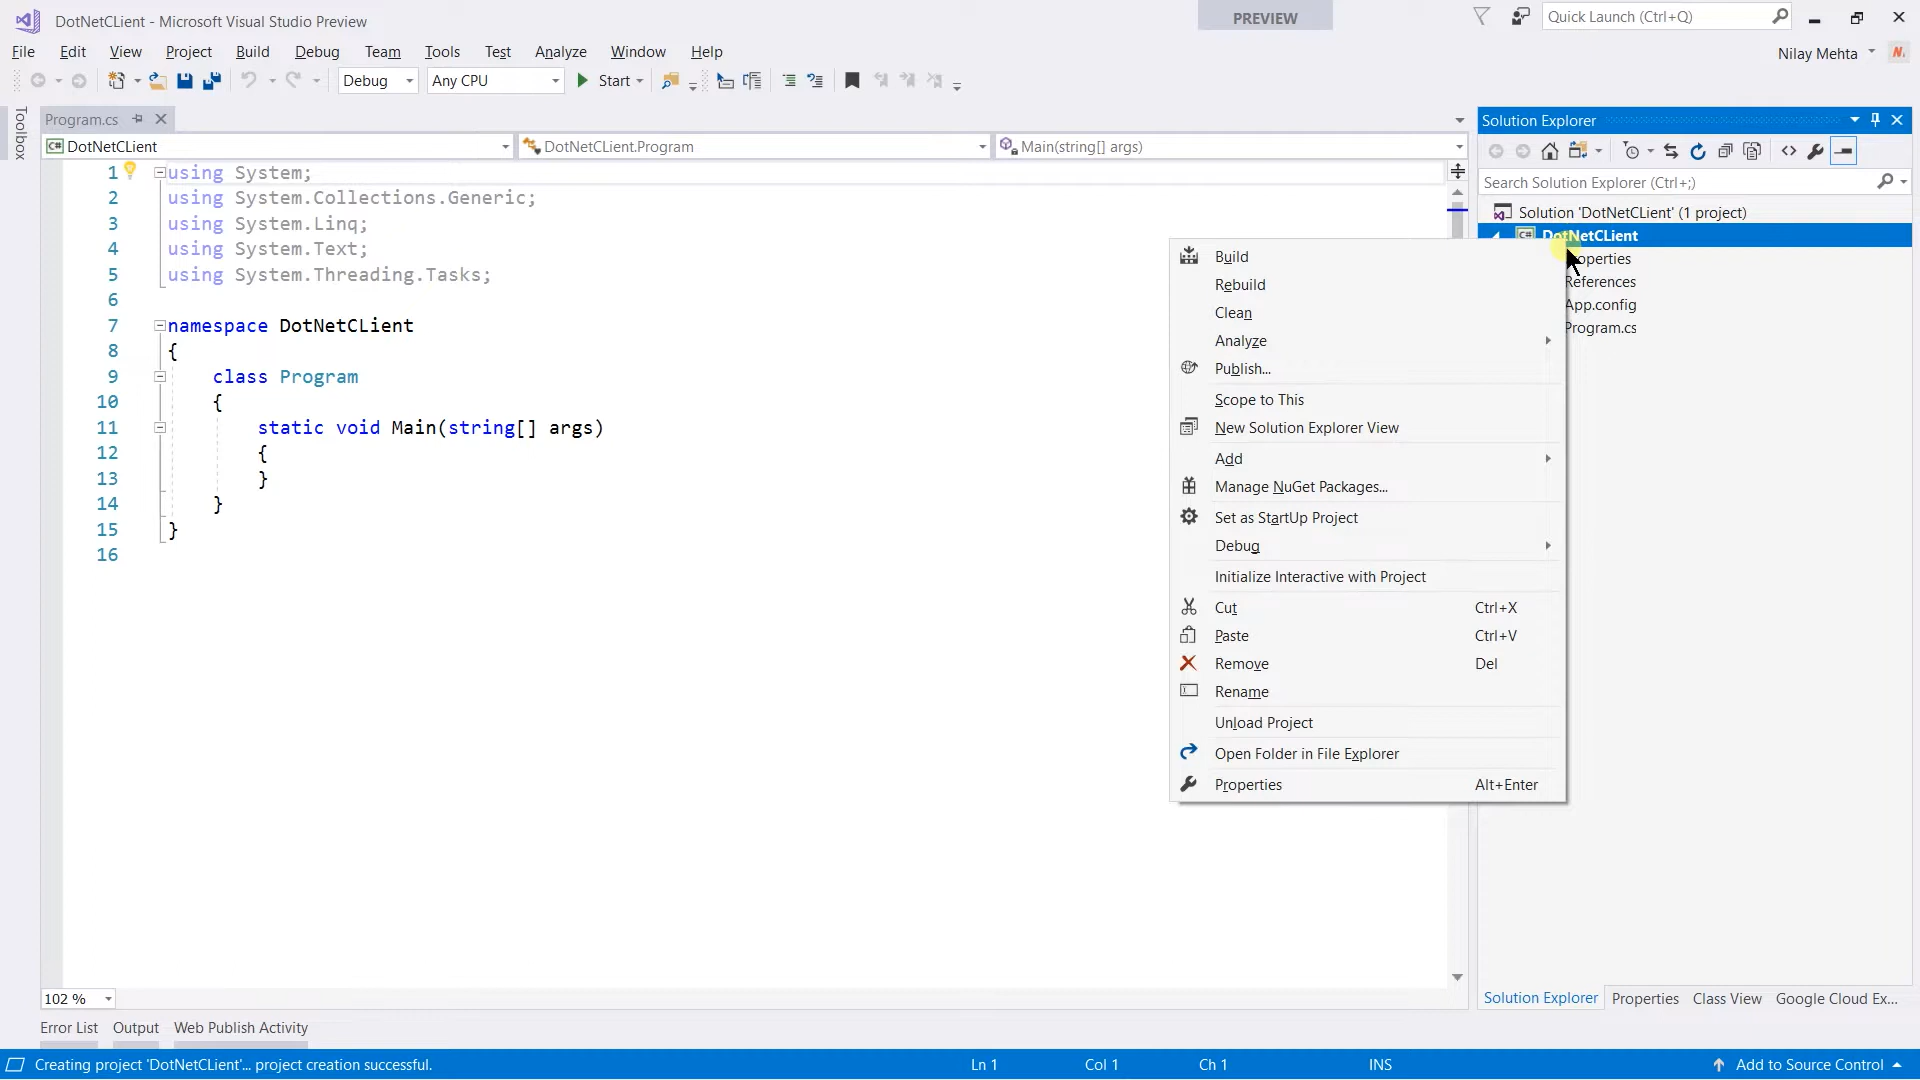 DotNetCLient - Microsoft Visual Studio Preview
PREVIEW
Quick Launch (Ctrl+Q)
File Edit View Project Build Debug Team Tools Test Analyze Window Help
Nilay Mehta
N.
Debug Any CPU Start
Toolbox
Program.cs
DotNetCLient DotNetCLient.Program Main(string[] args)
1 using System;
2 using System.Collections.Generic;
3 using System.Linq;
4 using System.Text;
5 using System.Threading.Tasks;
6
7 namespace DotNetCLient
8 {
9 class Program
10 {
11 static void Main(string[] args)
12 {
13 }
14 }
15 }
16
Build
Rebuild
Clean
Analyze
Publish...
Scope to This
New Solution Explorer View
Add
Manage NuGet Packages...
Set as StartUp Project
Debug
Initialize Interactive with Project
Cut Ctrl+X
Paste Ctrl+V
Remove Del
Rename
Unload Project
Open Folder in File Explorer
Properties Alt+Enter
Solution Explorer
Search Solution Explorer (Ctrl+;)
Solution 'DotNetCLient' (1 project)
C# DotNetCLient
operties
References
App.config
Program.cs
102 %
Solution Explorer Properties Class View Google Cloud Ex...
Error List Output Web Publish Activity
Creating project 'DotNetCLient'... project creation successful. Ln 1 Col 1 Ch 1 INS Add to Source Control